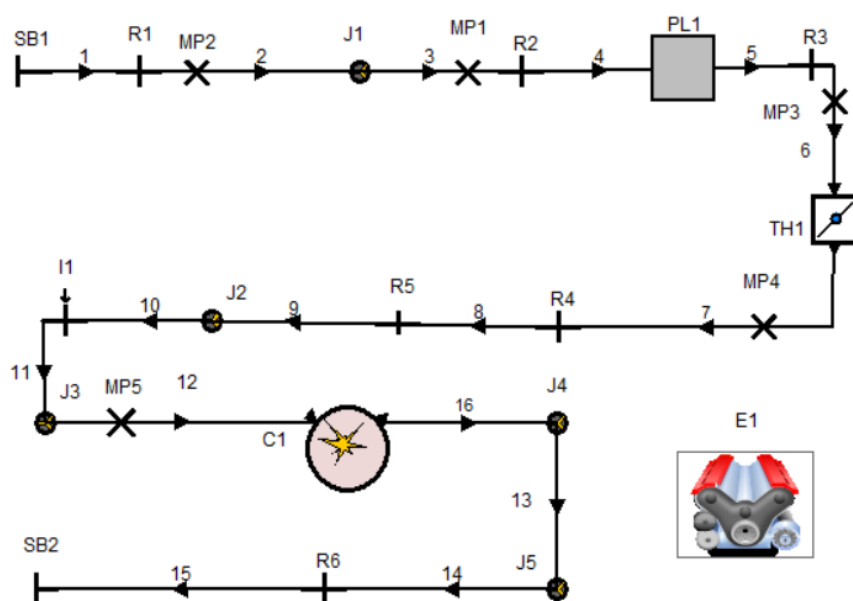 SB1 1 R1 MP2 2 J1 3 MP1 R2 4 PL1 5 R3
MP3
6
TH1
I1 10 J2 9 R5 8 R4 7 MP4
11 J3 MP5 12 C1 16 J4 E1
13
SB2 15 R6 14 J5